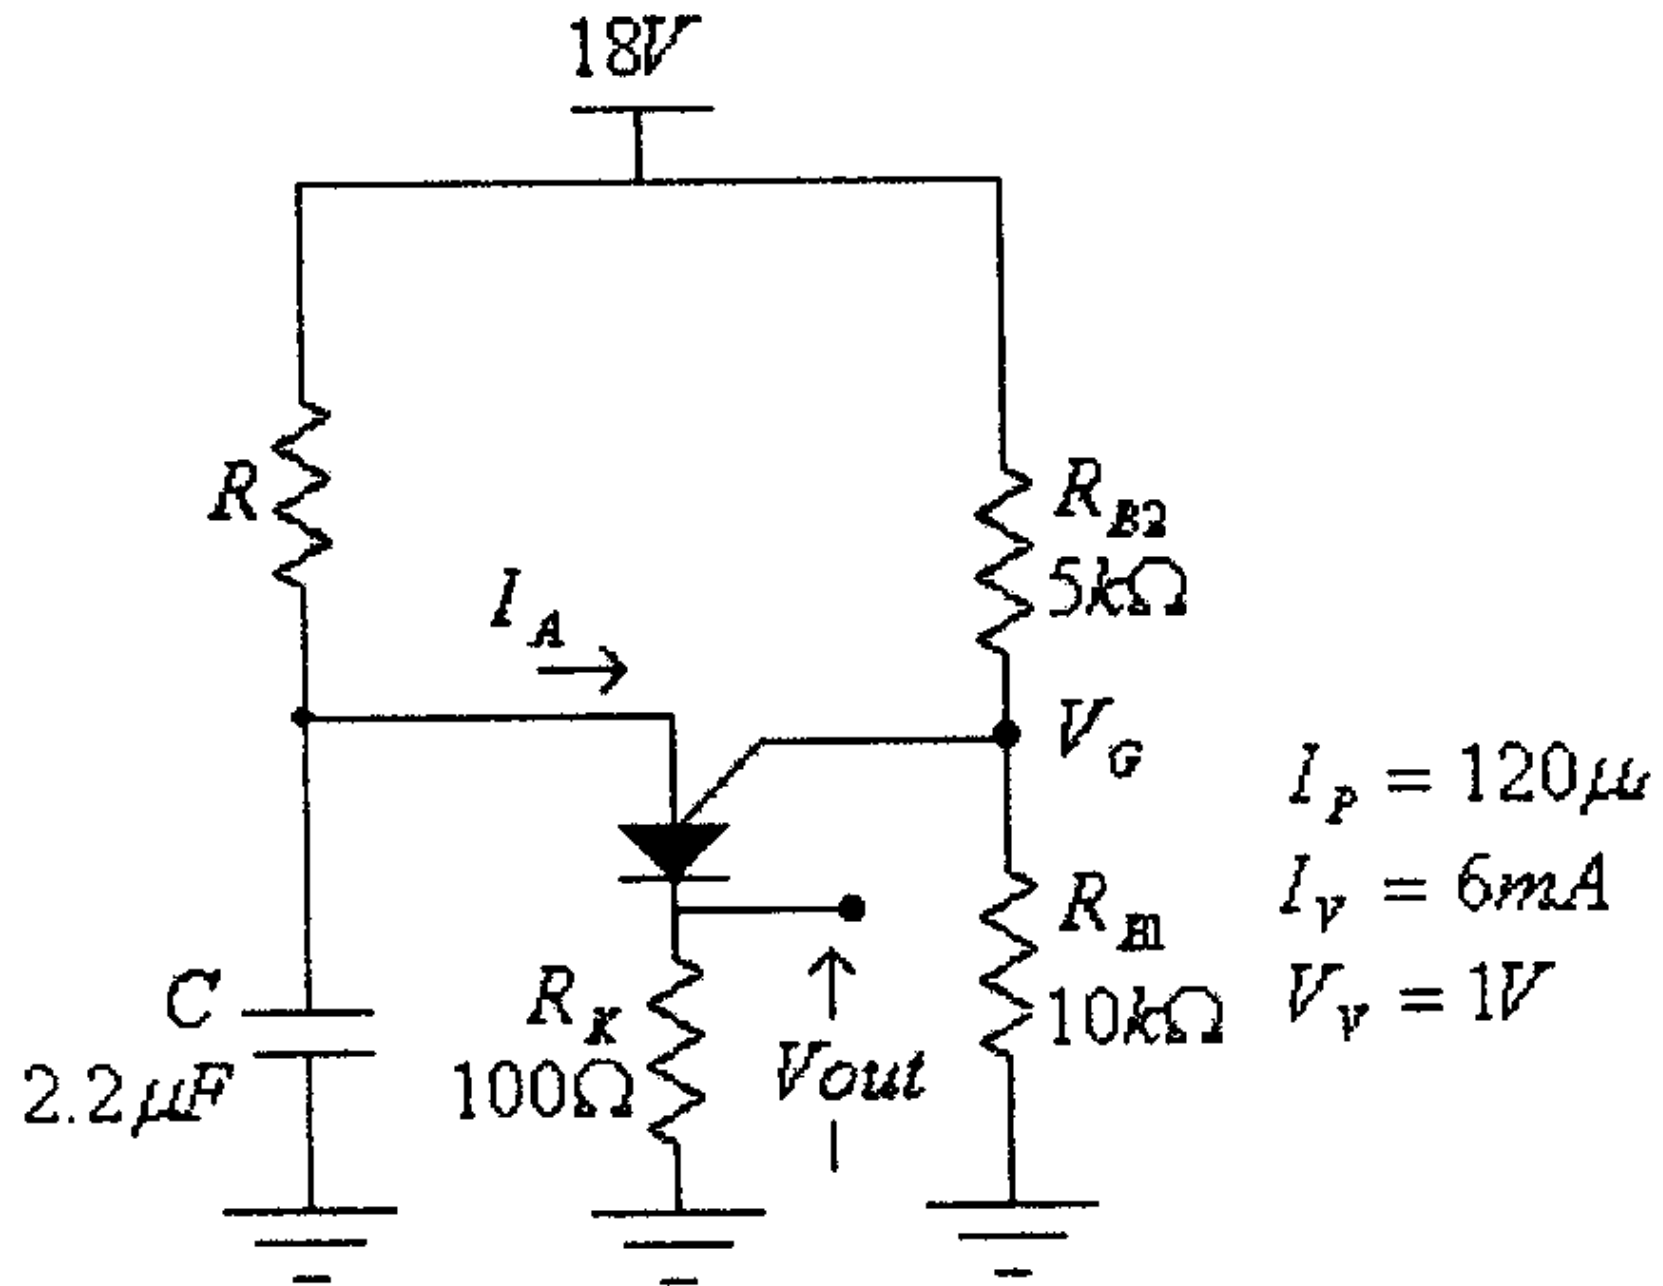 18V
R
R_B2
5kΩ
I_A
V_G
I_P = 120μ
I_V = 6mA
V_V = 1V
R_B1
10kΩ
C
2.2μF
R_K
100Ω
Vout